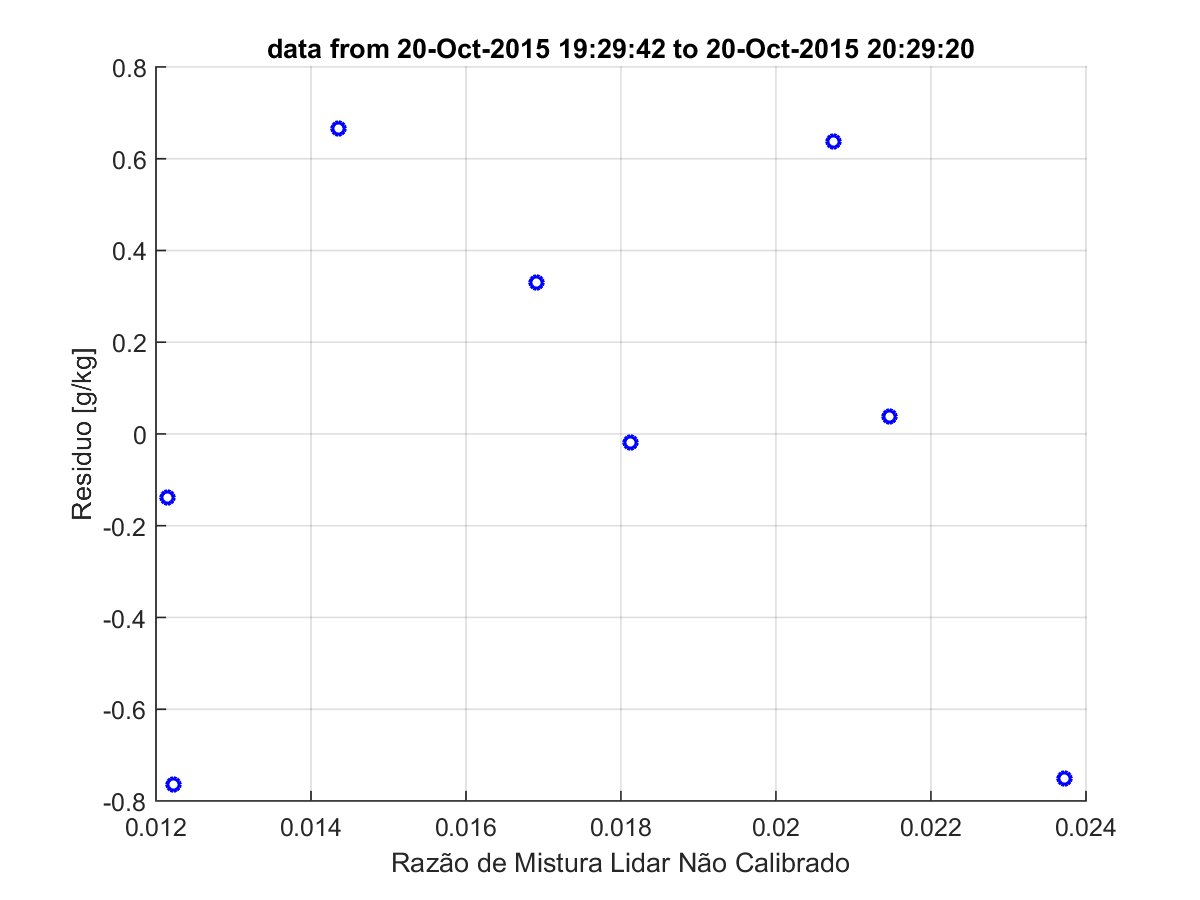 data from 20-Oct-2015 19:29:42 to 20-Oct-2015 20:29:20
0.8
0.6
0.4
0.2
0
-0.2
-0.4
-0.6
-0.8
Residuo [g/kg]
0.012 0.014 0.016 0.018 0.02 0.022 0.024
Razão de Mistura Lidar Não Calibrado